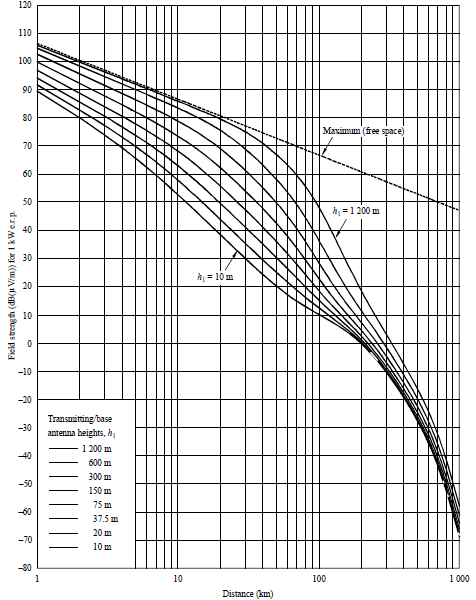 120
110
100
90
80
70
60
50
40
30
20
10
0
–10
–20
–30
–40
–50
–60
–70
–80
Field strength (dB(µV/m)) for 1 kW e.r.p.
Maximum (free space)
h1 = 1 200 m
h1 = 10 m
Transmitting/base
antenna heights, h1
1 200 m
600 m
300 m
150 m
75 m
37.5 m
20 m
10 m
1
10
100
1 000
Distance (km)